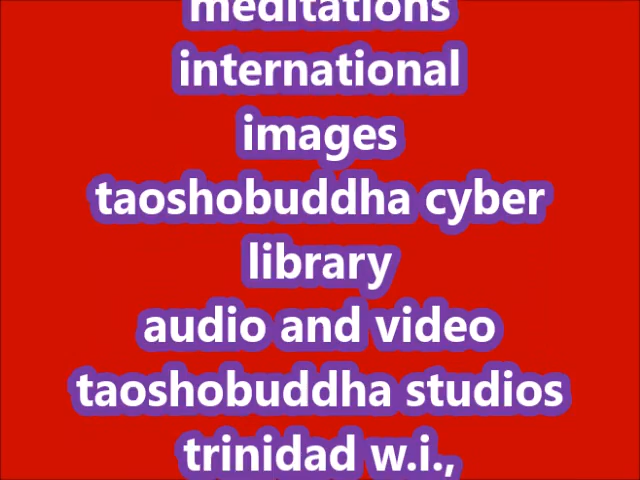 meditations
international
images
taoshobuddha cyber
library
audio and video
taoshobuddha studios
trinidad w.i.,